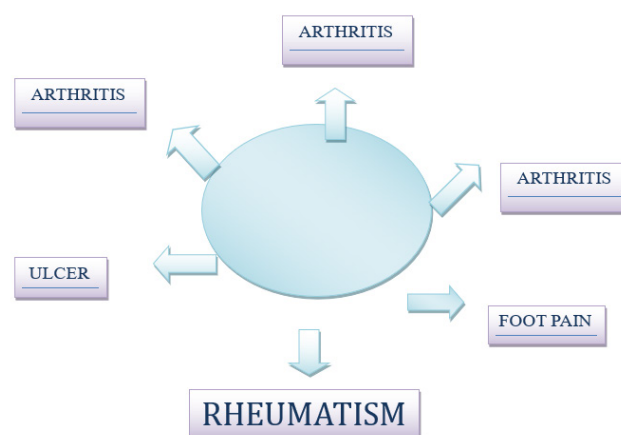 ARTHRITIS
ARTHRITIS
ARTHRITIS
ULCER
FOOT PAIN
RHEUMATISM